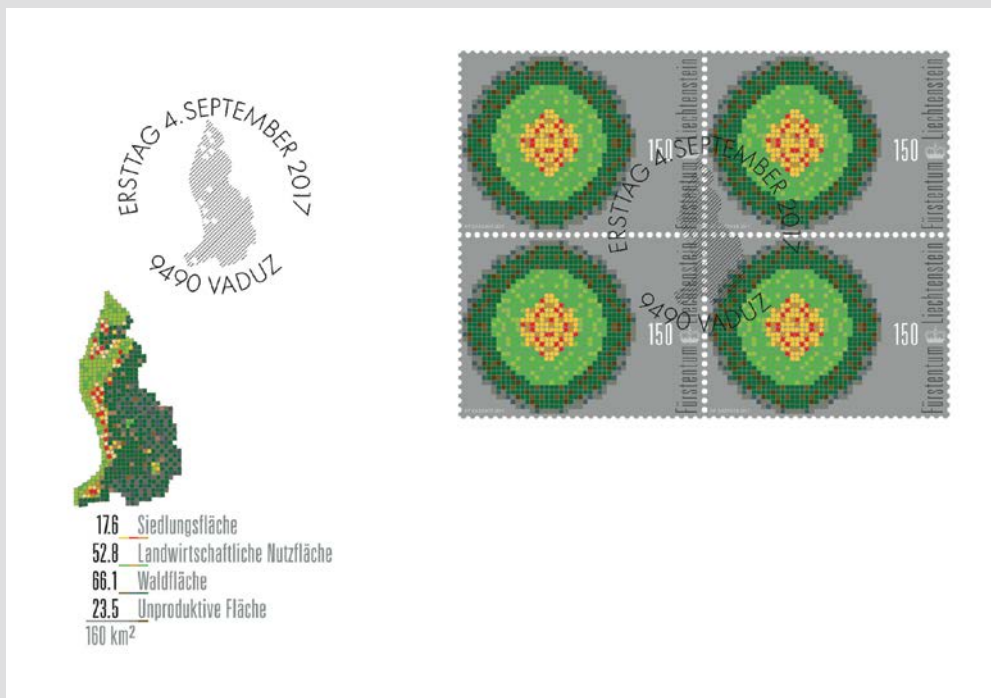 ERSTTAG 4. SEPTEMBER 2017
9490 VADUZ
17.6 Siedlungsfläche
52.8 Landwirtschaftliche Nutzfläche
66.1 Waldfläche
23.5 Unproduktive Fläche
160 km²
150 Fürstentum Liechtenstein
150 Fürstentum Liechtenstein
ERSTTAG 4. SEPTEMBER 2017
9490 VADUZ
150 Fürstentum Liechtenstein
150 Fürstentum Liechtenstein